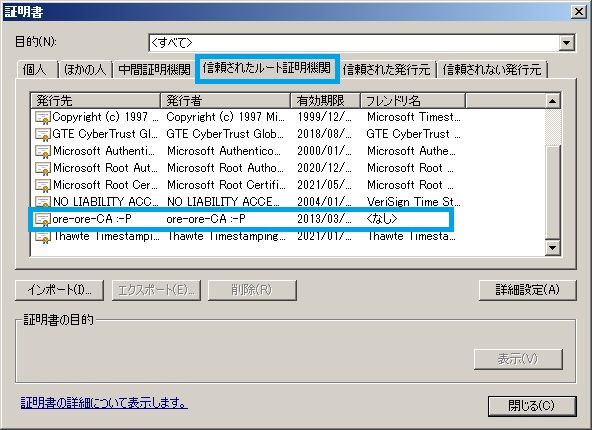 証明書
目的(N): <すべて>
個人 ほかの人 中間証明機関 信頼されたルート証明機関 信頼された発行元 信頼されない発行元
発行先 発行者 有効期限 フレンドリ名
Copyright (c) 1997 ... Copyright (c) 1997 Mi... 1999/12/... Microsoft Timest...
GTE CyberTrust Gl... GTE CyberTrust Glob... 2018/08/... GTE CyberTrust Gl...
Microsoft Authenti... Microsoft Authentico... 2000/01/... Microsoft Authe...
Microsoft Root Aut... Microsoft Root Autho... 2020/12/... Microsoft Root ...
Microsoft Root Cer... Microsoft Root Certifi... 2021/05/... Microsoft Root ...
NO LIABILITY ACC... NO LIABILITY ACCE... 2004/01/... VeriSign Time St...
ore-ore-CA :-P ore-ore-CA :-P 2013/03/... <なし>
Thawte Timestamp... Thawte Timestamping... 2021/01/... Thawte Timesta...
インポート(I)... エクスポート(E)... 削除(R) 詳細設定(A)
証明書の目的
表示(V)
証明書の詳細について表示します。
閉じる(C)